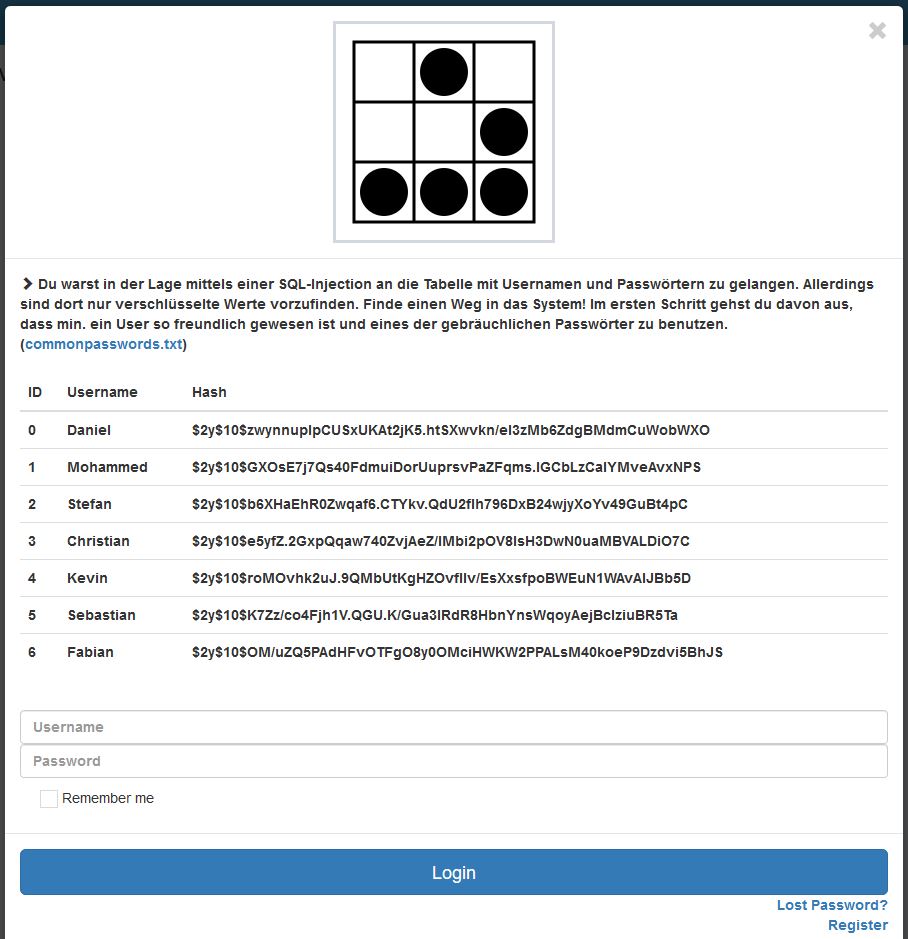 Du warst in der Lage mittels einer SQL-Injection an die Tabelle mit Usernamen und Passwörtern zu gelangen. Allerdings
sind dort nur verschlüsselte Werte vorzufinden. Finde einen Weg in das System! Im ersten Schritt gehst du davon aus,
dass min. ein User so freundlich gewesen ist und eines der gebräuchlichen Passwörter zu benutzen.
(commonpasswords.txt)
ID Username Hash
0 Daniel $2y$10$zwynnuplpCUSxUKAt2jK5.htSXwvkn/el3zMb6ZdgBMdmCuWobWXO
1 Mohammed $2y$10$GXOsE7j7Qs40FdmuiDorUuprsvPaZFqms.lGCbLzCalYMveAvxNPS
2 Stefan $2y$10$b6XHaEhR0Zwqaf6.CTYkv.QdU2flh796DxB24wjyXoYv49GuBt4pC
3 Christian $2y$10$e5yfZ.2GxpQqaw740ZvjAeZ/lMbi2pOV8lsH3DwN0uaMBVALDiO7C
4 Kevin $2y$10$roMOvhk2uJ.9QMbUtKgHZOvfIlv/EsXxsfpoBWEuN1WAvAlJBb5D
5 Sebastian $2y$10$K7Zz/co4Fjh1V.QGU.K/Gua3lRdR8HbnYnsWqoyAejBclziuBR5Ta
6 Fabian $2y$10$OM/uZQ5PAdHFvOTFgO8y0OMciHWKW2PPALsM40koeP9Dzdvi5BhJS
Username
Password
Remember me
Login
Lost Password?
Register